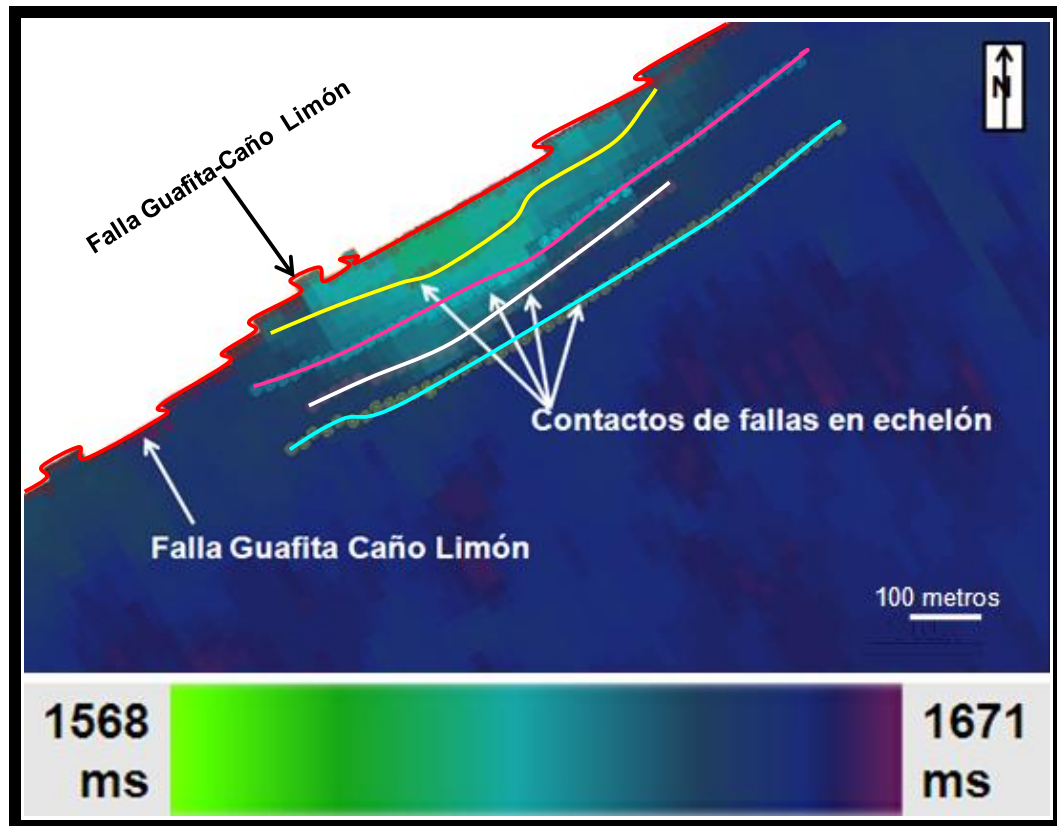 N
Falla Guafita-Caño Limón
Contactos de fallas en echelón
Falla Guafita Caño Limón
100 metros
1568
ms
1671
ms